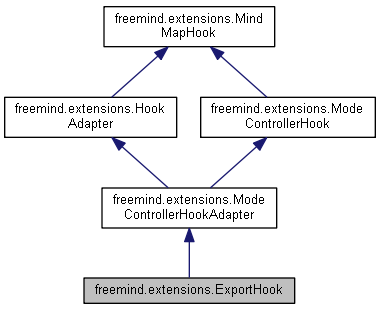 freemind.extensions.Mind
MapHook
freemind.extensions.Hook
Adapter
freemind.extensions.Mode
ControllerHook
freemind.extensions.Mode
ControllerHookAdapter
freemind.extensions.ExportHook